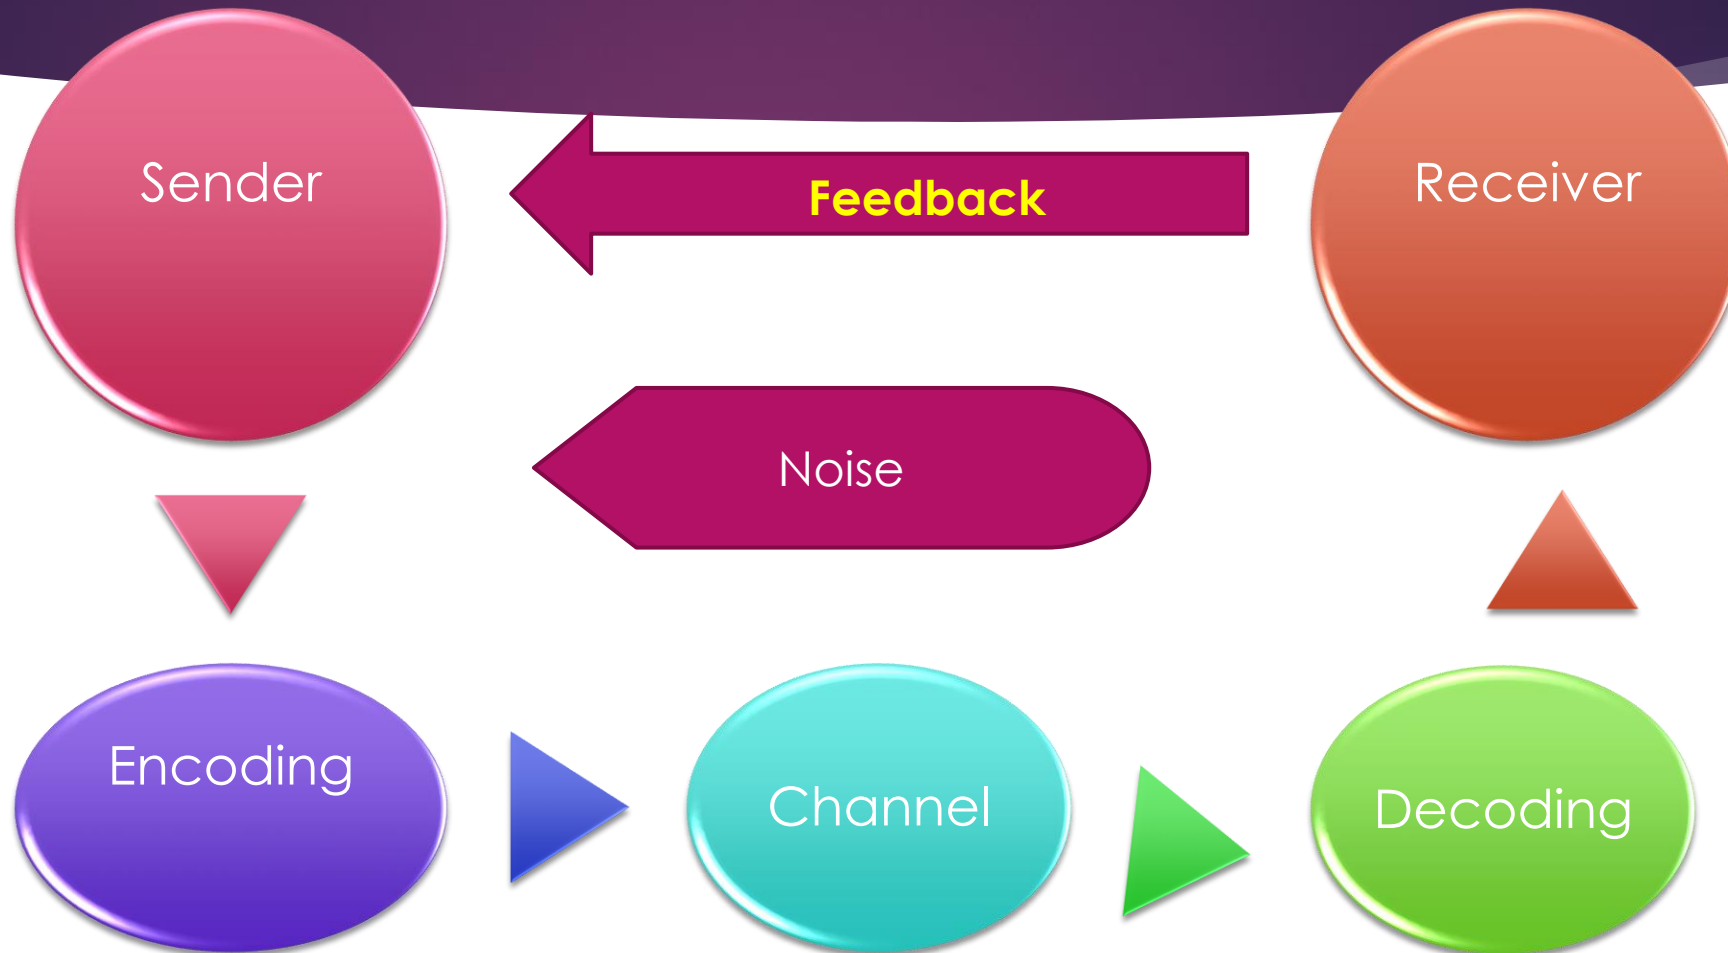 Sender
Feedback
Receiver
Noise
Encoding
Channel
Decoding